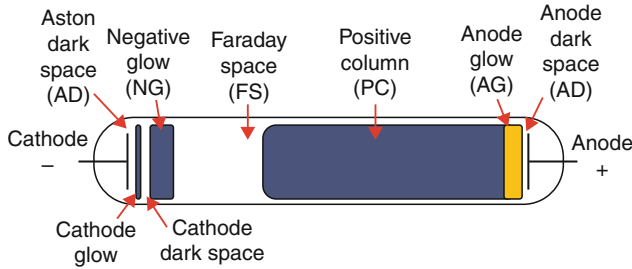 Aston
dark
space
(AD)
Negative
glow
(NG)
Faraday
space
(FS)
Positive
column
(PC)
Anode
glow
(AG)
Anode
dark
space
(AD)
Cathode
–
Anode
+
Cathode
glow
Cathode
dark space